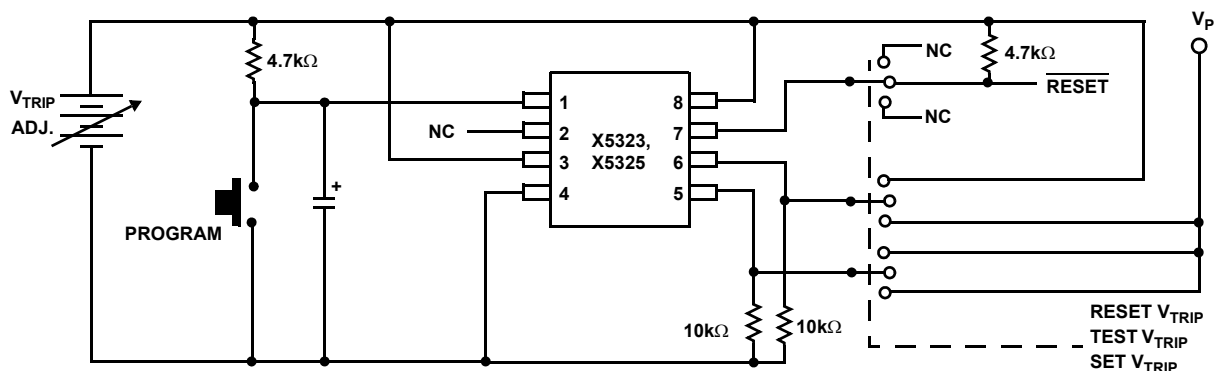 V_P
4.7kΩ
NC
4.7kΩ
RESET
NC
V_TRIP
ADJ.
1
2
3
4
8
7
6
5
X5323,
X5325
NC
+
PROGRAM
10kΩ
10kΩ
RESET V_TRIP
TEST V_TRIP
SET V_TRIP